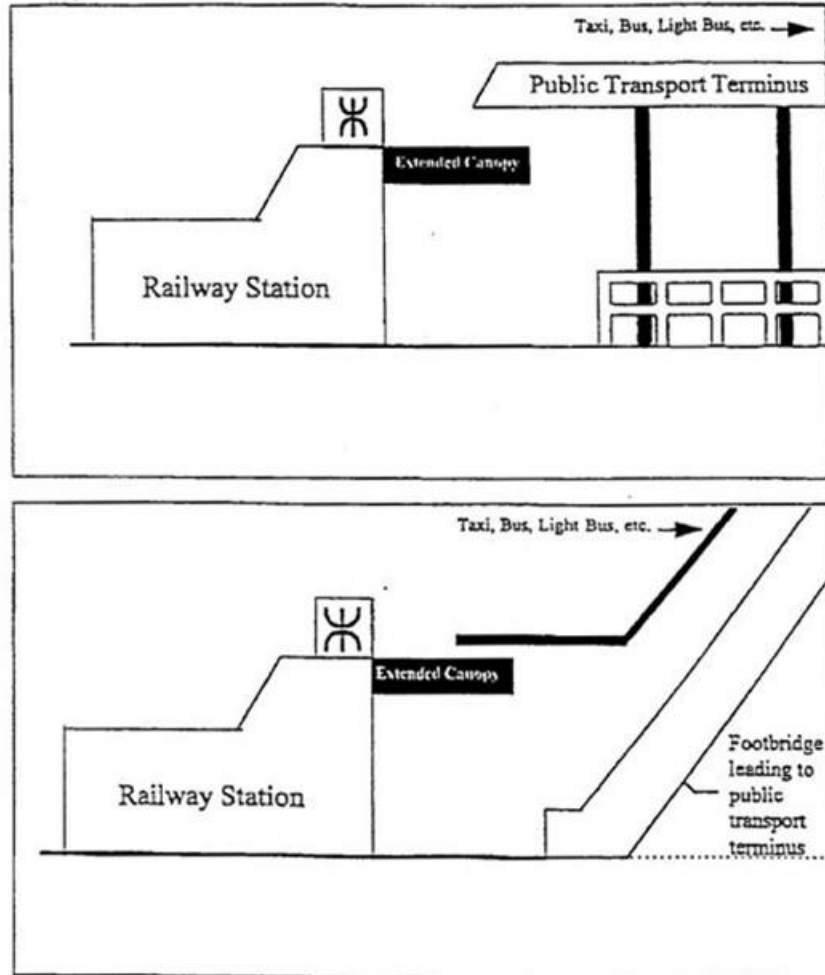 Taxi, Bus, Light Bus, etc.
Public Transport Terminus
Extended Canopy
Railway Station
Taxi, Bus, Light Bus, etc.
Extended Canopy
Railway Station
Footbridge
leading to
public
transport
terminus